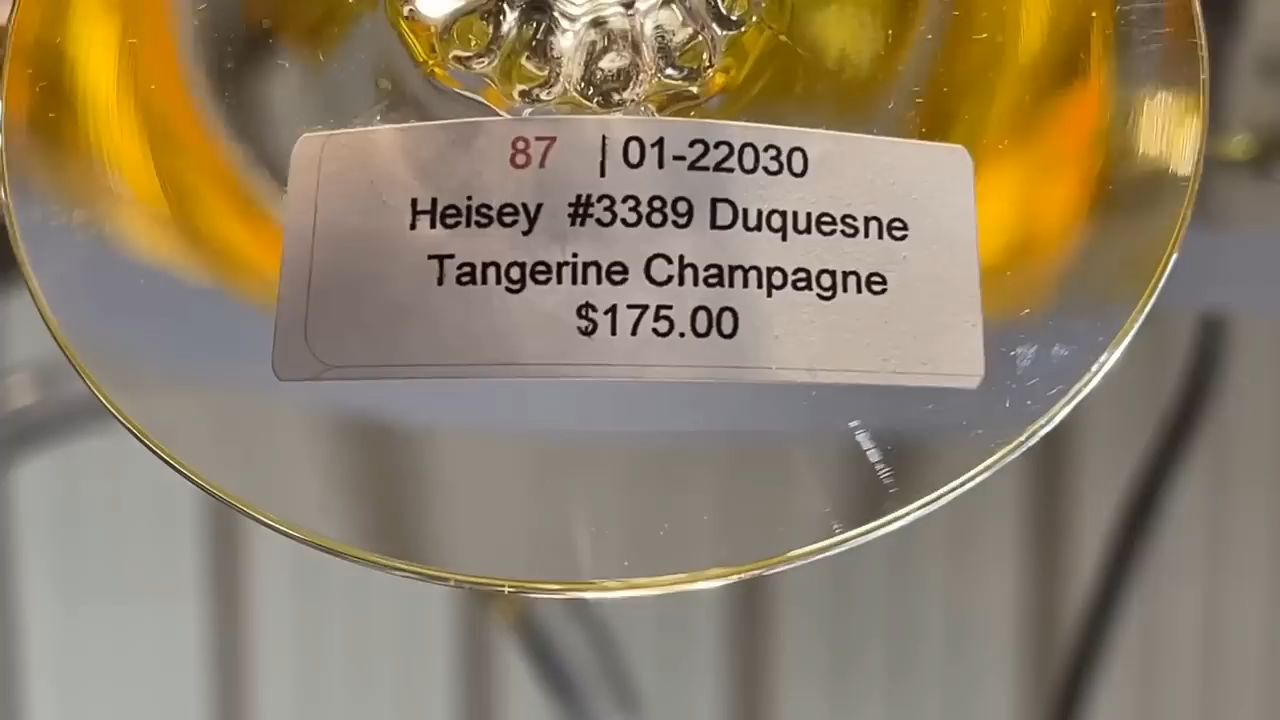 87 | 01-22030
Heisey #3389 Duquesne
Tangerine Champagne
$175.00